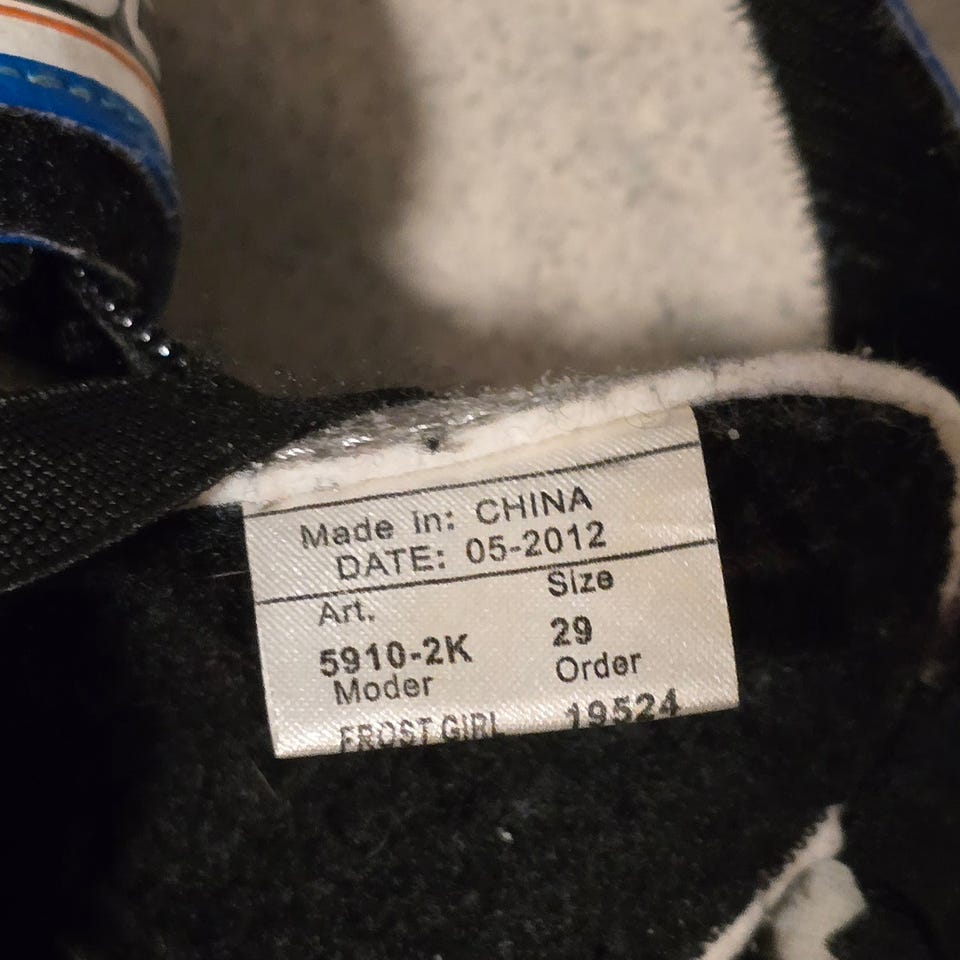 Made in: CHINA
DATE: 05-2012
Art. Size
5910-2K 29
Moder Order
FROST GIRL 19524